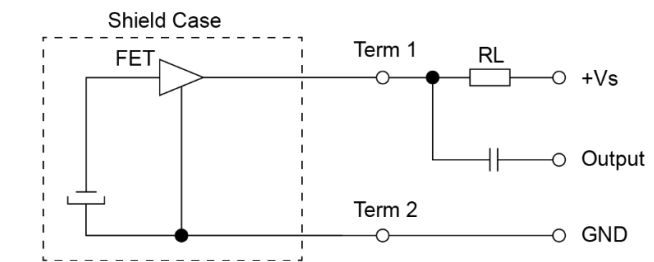 Shield Case
FET
Term 1
RL
+Vs
Output
Term 2
GND